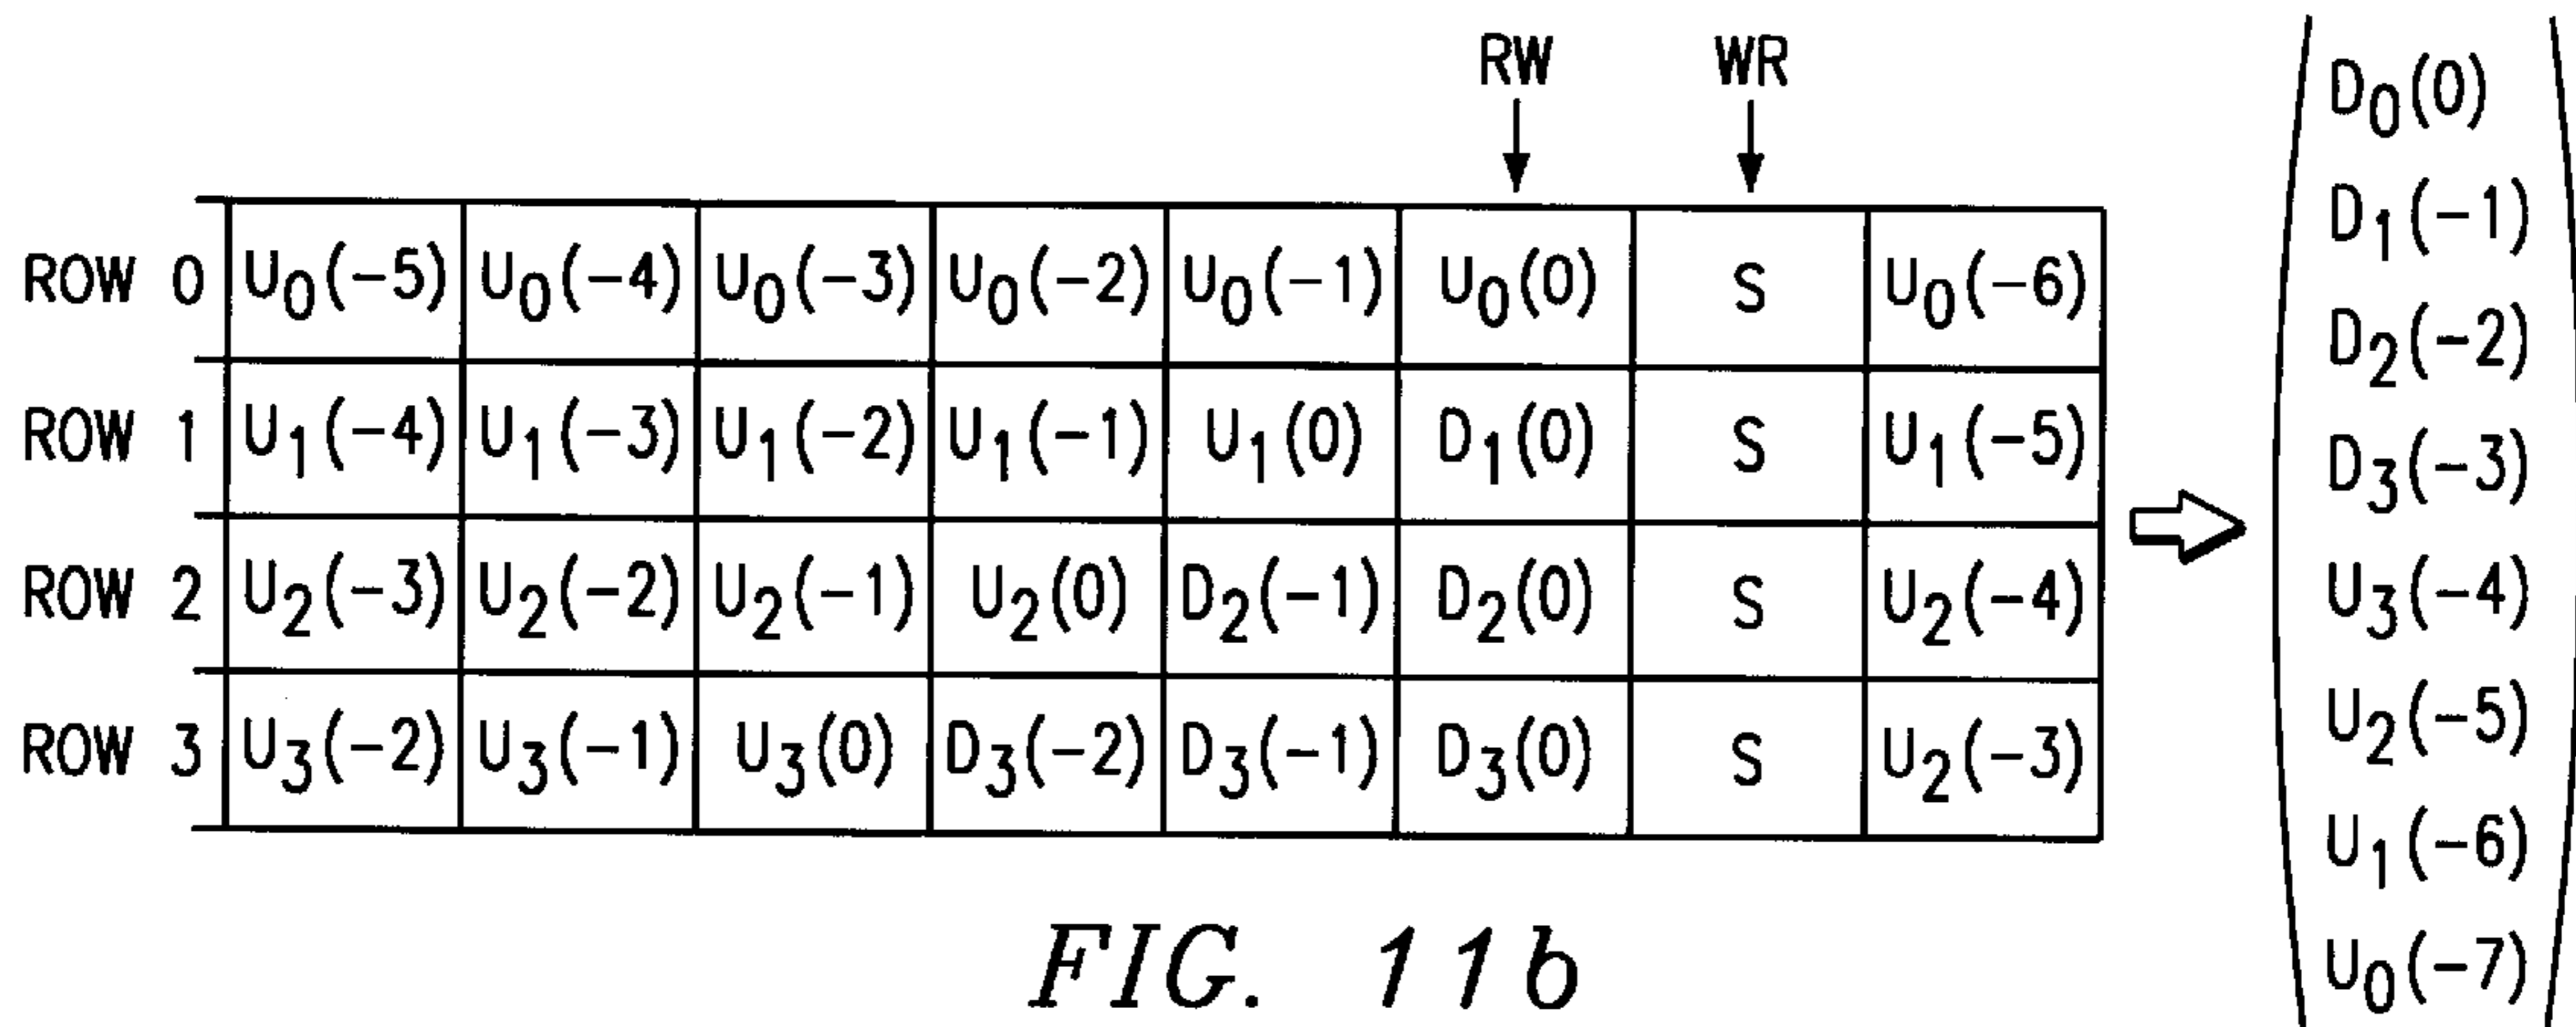 RW WR
ROW 0 U0(-5) U0(-4) U0(-3) U0(-2) U0(-1) U0(0) S U0(-6)
ROW 1 U1(-4) U1(-3) U1(-2) U1(-1) U1(0) D1(0) S U1(-5)
ROW 2 U2(-3) U2(-2) U2(-1) U2(0) D2(-1) D2(0) S U2(-4)
ROW 3 U3(-2) U3(-1) U3(0) D3(-2) D3(-1) D3(0) S U2(-3)
D0(0)
D1(-1)
D2(-2)
D3(-3)
U3(-4)
U2(-5)
U1(-6)
U0(-7)
FIG. 11b